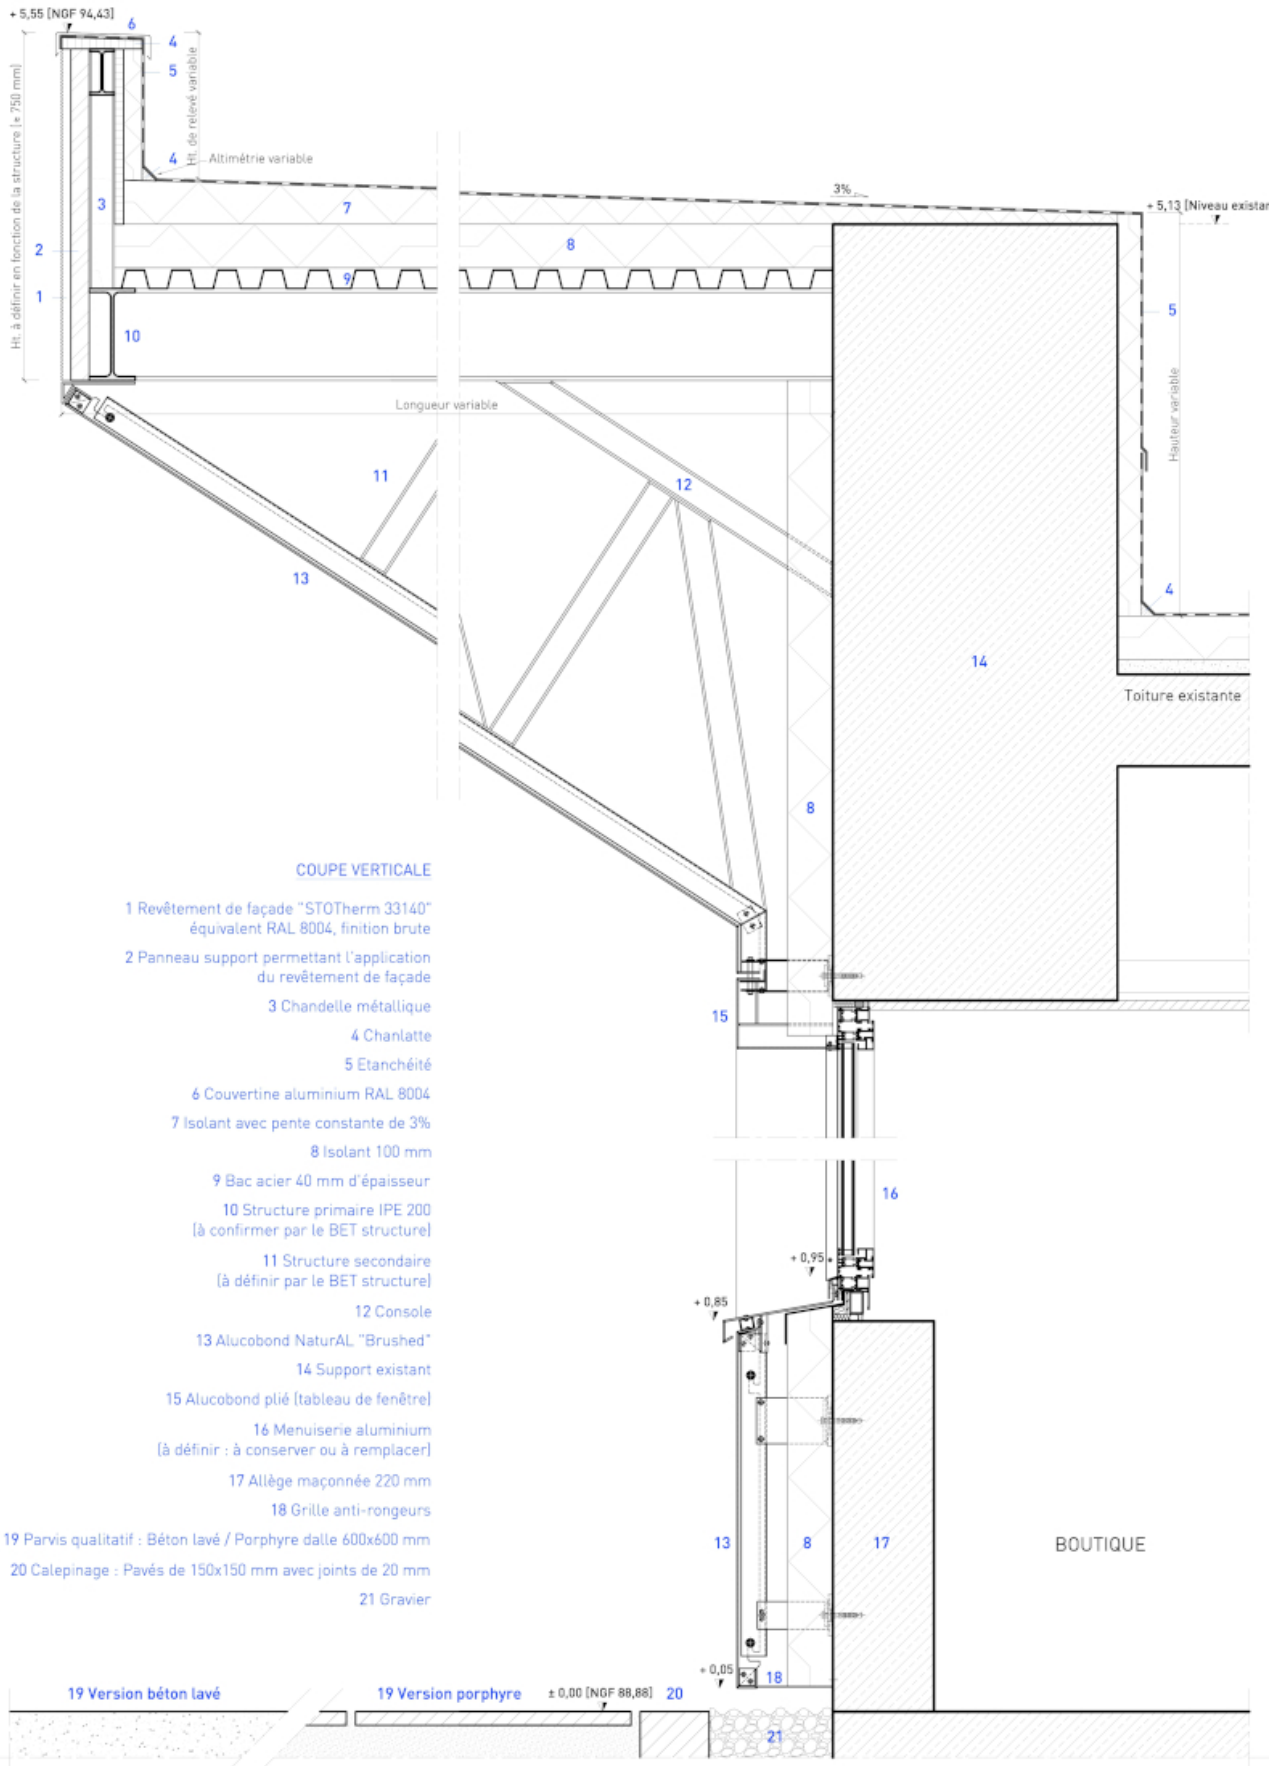 + 5,55 [NGF 94,43]
6
4
5
Ht. de relevé variable
Ht. à définir en fonction de la structure (≥ 750 mm)
4
Altimétrie variable
3%
+ 5,13 [Niveau existan
3
7
2
8
9
1
5
10
Hauteur variable
Longueur variable
11
12
13
4
14
Toiture existante
8
COUPE VERTICALE
1 Revêtement de façade "STOTherm 33140"
équivalent RAL 8004, finition brute
2 Panneau support permettant l'application
du revêtement de façade
3 Chandelle métallique
4 Chanlatte
5 Etanchéité
6 Couvertine aluminium RAL 8004
7 Isolant avec pente constante de 3%
8 Isolant 100 mm
9 Bac acier 40 mm d'épaisseur
10 Structure primaire IPE 200
(à confirmer par le BET structure)
11 Structure secondaire
(à définir par le BET structure)
12 Console
13 Alucobond NaturAL "Brushed"
14 Support existant
15 Alucobond plié (tableau de fenêtre)
16 Menuiserie aluminium
(à définir : à conserver ou à remplacer)
17 Allège maçonnée 220 mm
18 Grille anti-rongeurs
19 Parvis qualitatif : Béton lavé / Porphyre dalle 600x600 mm
20 Calepinage : Pavés de 150x150 mm avec joints de 20 mm
21 Gravier
15
16
+ 0,95
+ 0,85
13
8
17
BOUTIQUE
+ 0,05
18
19 Version béton lavé
19 Version porphyre
± 0,00 [NGF 88,88]
20
21